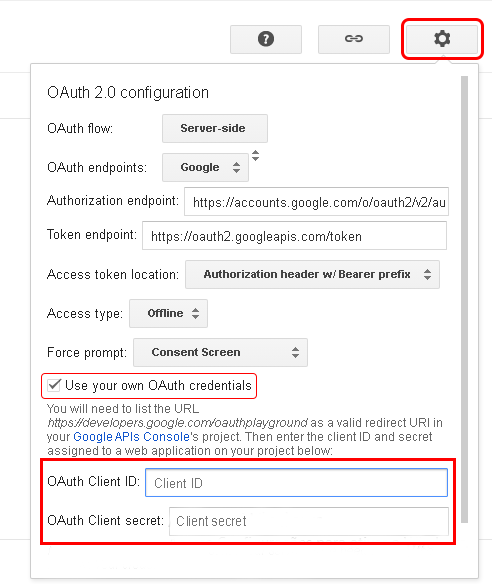 OAuth 2.0 configuration
OAuth flow: Server-side
OAuth endpoints: Google
Authorization endpoint: https://accounts.google.com/o/oauth2/v2/au
Token endpoint: https://oauth2.googleapis.com/token
Access token location: Authorization header w/ Bearer prefix
Access type: Offline
Force prompt: Consent Screen
Use your own OAuth credentials
You will need to list the URL
https://developers.google.com/oauthplayground as a valid redirect URI in
your Google APIs Console's project. Then enter the client ID and secret
assigned to a web application on your project below:
OAuth Client ID: Client ID
OAuth Client secret: Client secret